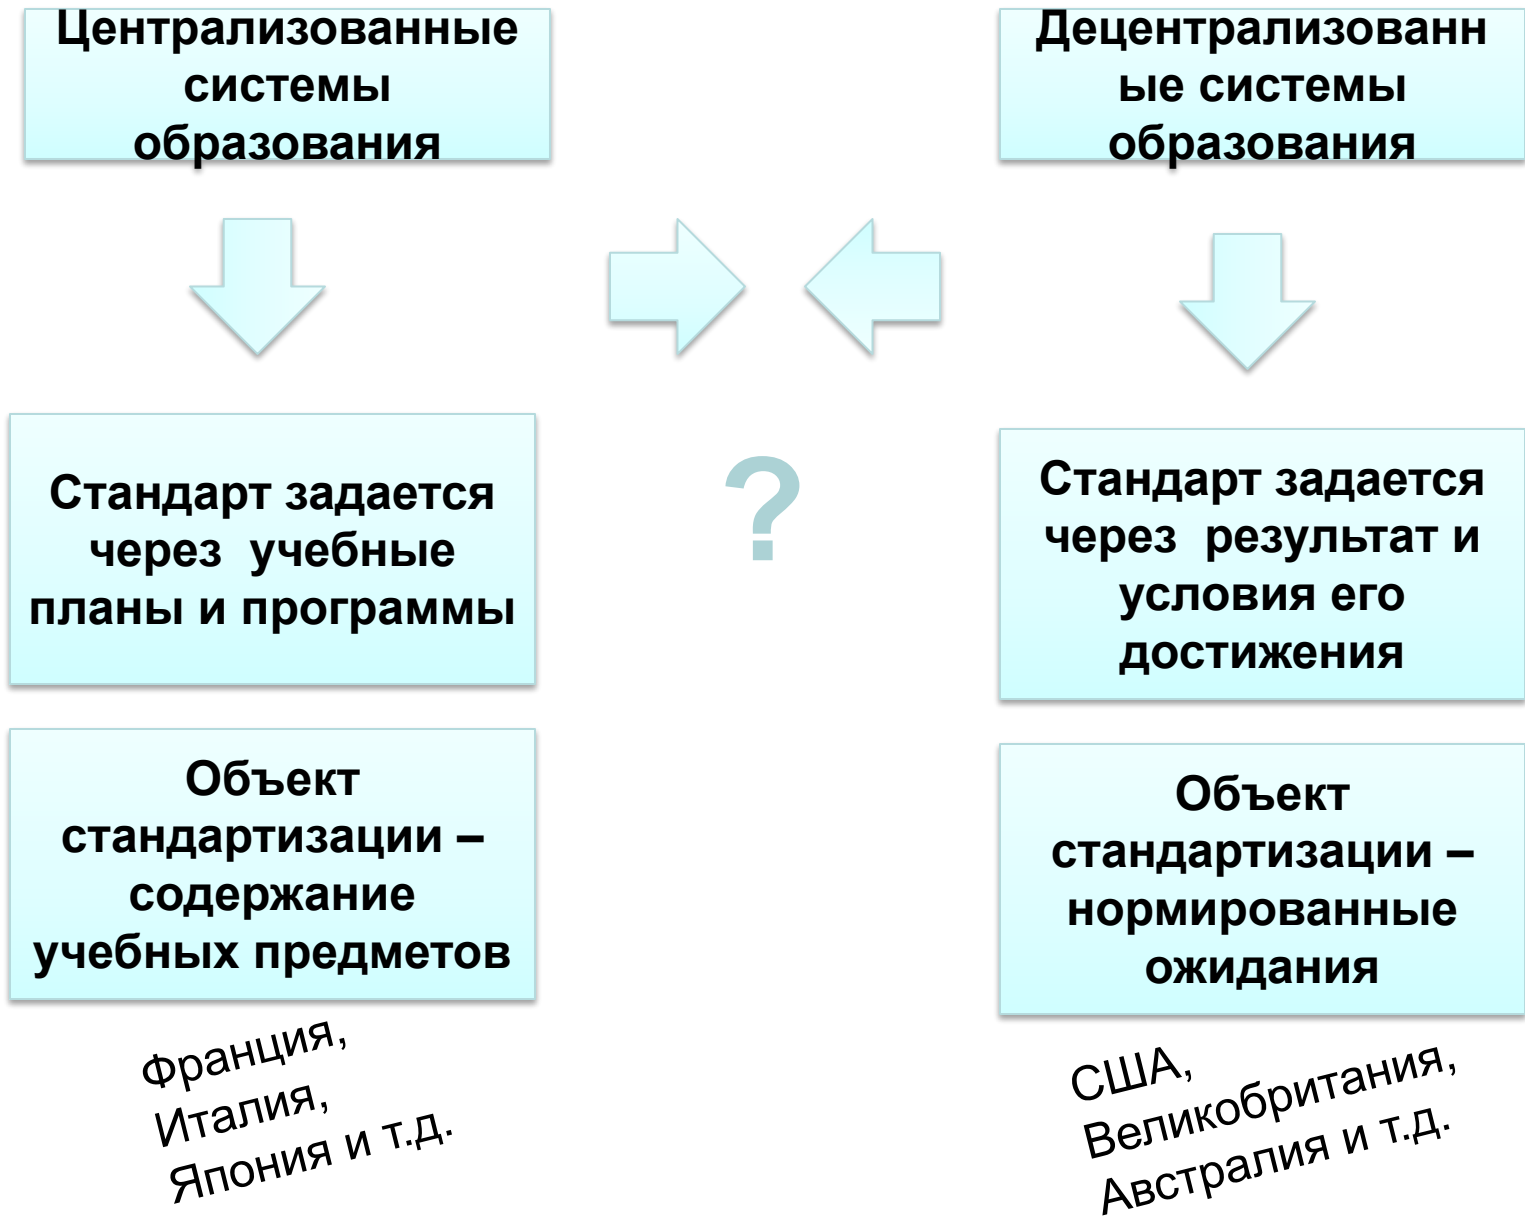 Централизованные
системы
образования
Децентрализованн
ые системы
образования
Стандарт задается
через учебные
планы и программы
?
Стандарт задается
через результат и
условия его
достижения
Объект
стандартизации –
содержание
учебных предметов
Объект
стандартизации –
нормированные
ожидания
Франция,
Италия,
Япония и т.д.
США,
Великобритания,
Австралия и т.д.